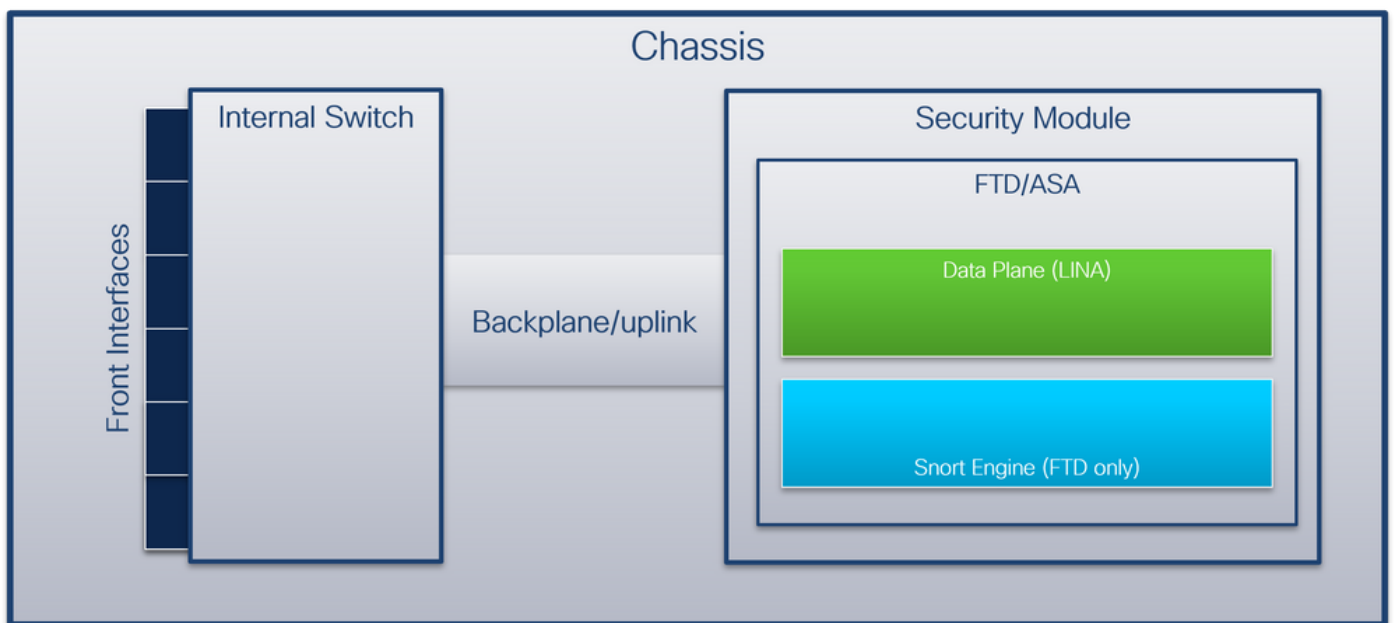 Chassis
Internal Switch
Front Interfaces
Backplane/uplink
Security Module
FTD/ASA
Data Plane (LINA)
Snort Engine (FTD only)